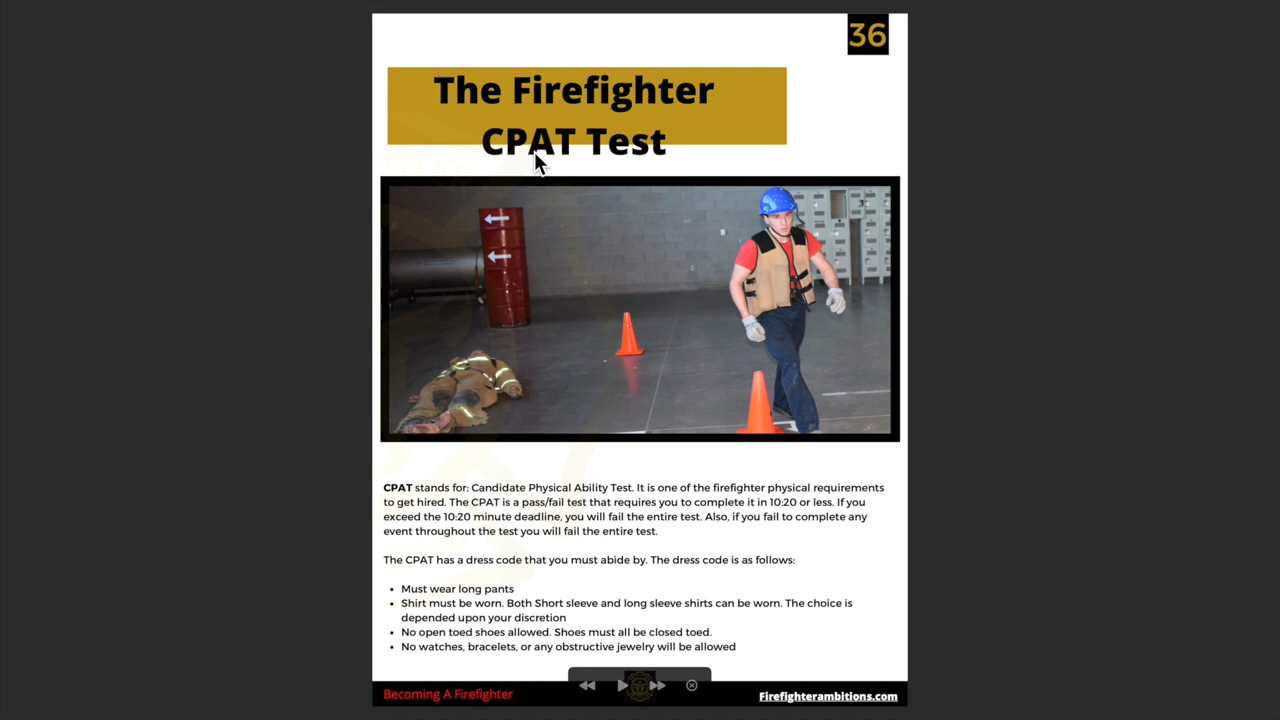 36
The Firefighter
CPAT Test
CPAT stands for: Candidate Physical Ability Test. It is one of the firefighter physical requirements
to get hired. The CPAT is a pass/fail test that requires you to complete it in 10:20 or less. If you
exceed the 10:20 minute deadline, you will fail the entire test. Also, if you fail to complete any
event throughout the test you will fail the entire test.
The CPAT has a dress code that you must abide by. The dress code is as follows:
• Must wear long pants
• Shirt must be worn. Both Short sleeve and long sleeve shirts can be worn. The choice is
depended upon your discretion
• No open toed shoes allowed. Shoes must all be closed toed.
• No watches, bracelets, or any obstructive jewelry will be allowed
Becoming A Firefighter
Firefighterambitions.com